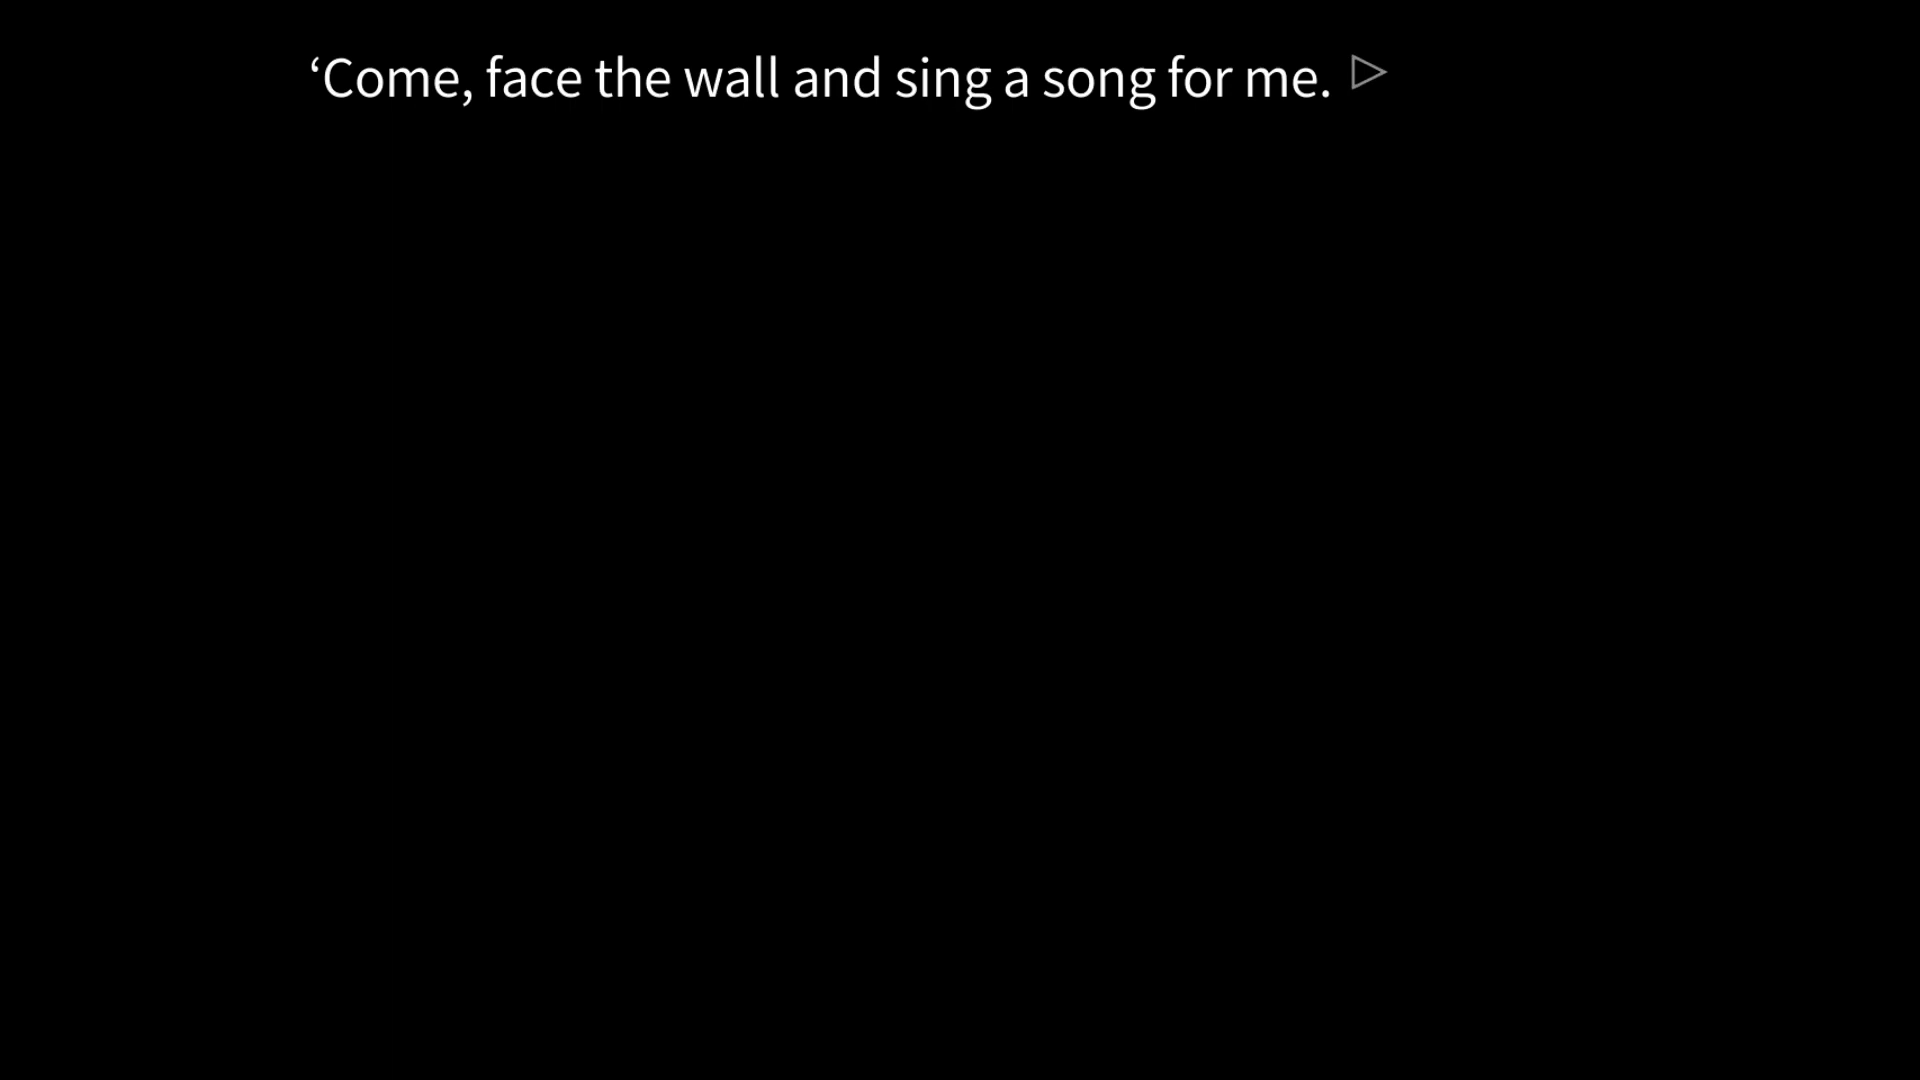 ‘Come, face the wall and sing a song for me.